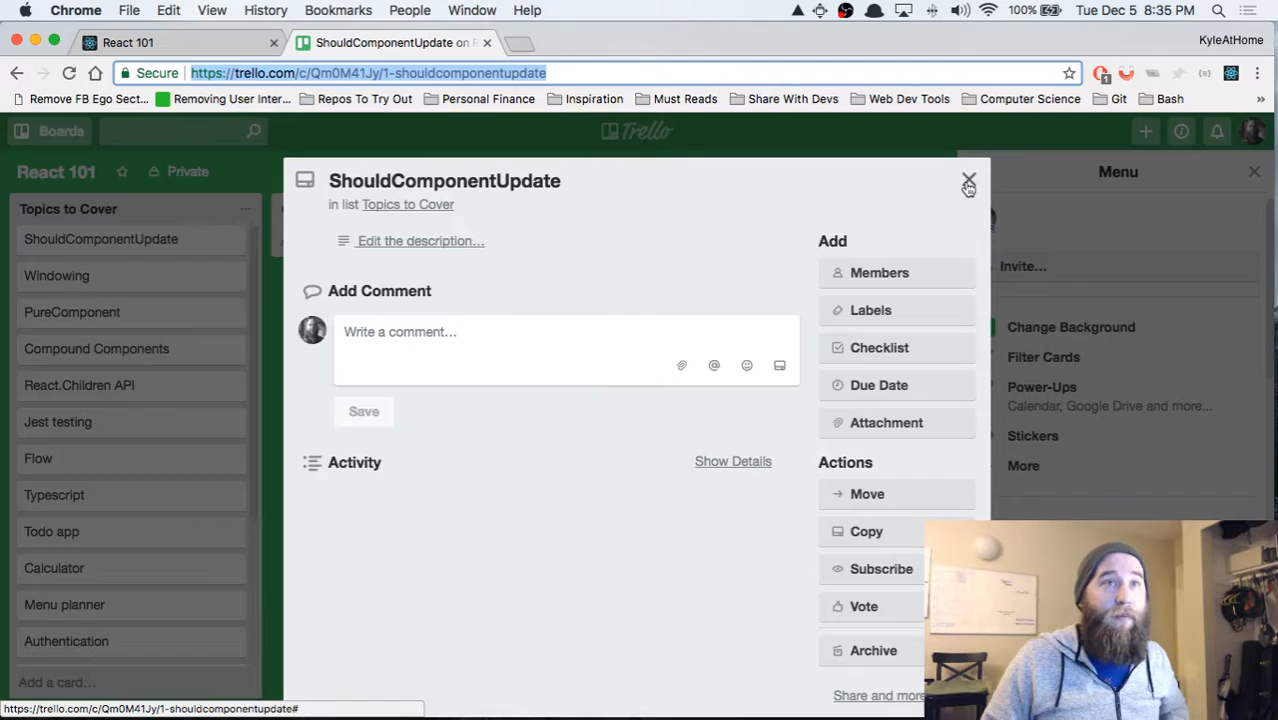 Chrome File Edit View History Bookmarks People Window Help 100% Tue Dec 5 8:35 PM
React 101
ShouldComponentUpdate on R
KyleAtHome
Secure https://trello.com/c/Qm0M41Jy/1-shouldcomponentupdate
Remove FB Ego Sect... Removing User Inter... Repos To Try Out Personal Finance Inspiration Must Reads Share With Devs Web Dev Tools Computer Science Git Bash »
Boards
Trello
React 101 Private
Topics to Cover
ShouldComponentUpdate
Windowing
PureComponent
Compound Components
React.Children API
Jest testing
Flow
Typescript
Todo app
Calculator
Menu planner
Authentication
Add a card...
ShouldComponentUpdate
in list Topics to Cover
Edit the description...
Add Comment
Write a comment...
Save
Activity
Show Details
Add
Members
Labels
Checklist
Due Date
Attachment
Actions
Move
Copy
Subscribe
Vote
Archive
Share and more
Menu
Invite...
Change Background
Filter Cards
Power-Ups
Calendar, Google Drive and more...
Stickers
More
https://trello.com/c/Qm0M41Jy/1-shouldcomponentupdate#